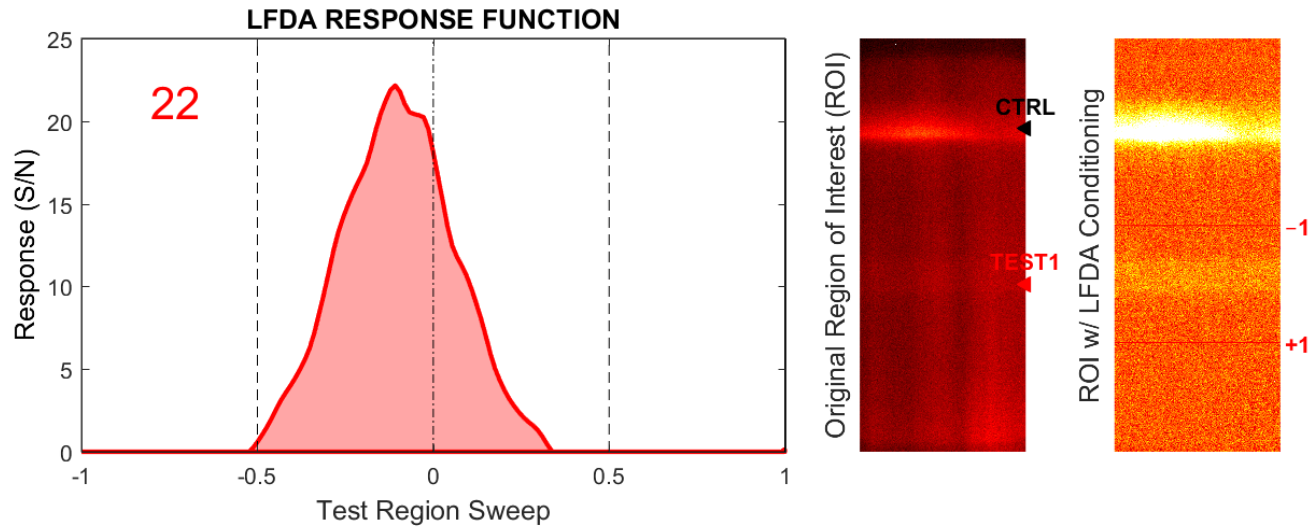 LFDA RESPONSE FUNCTION
Response (S/N)
25
20
15
10
5
0
22
-1
-0.5
0
0.5
1
Test Region Sweep
Original Region of Interest (ROI)
CTRL
TEST1
ROI w/ LFDA Conditioning
−1
+1